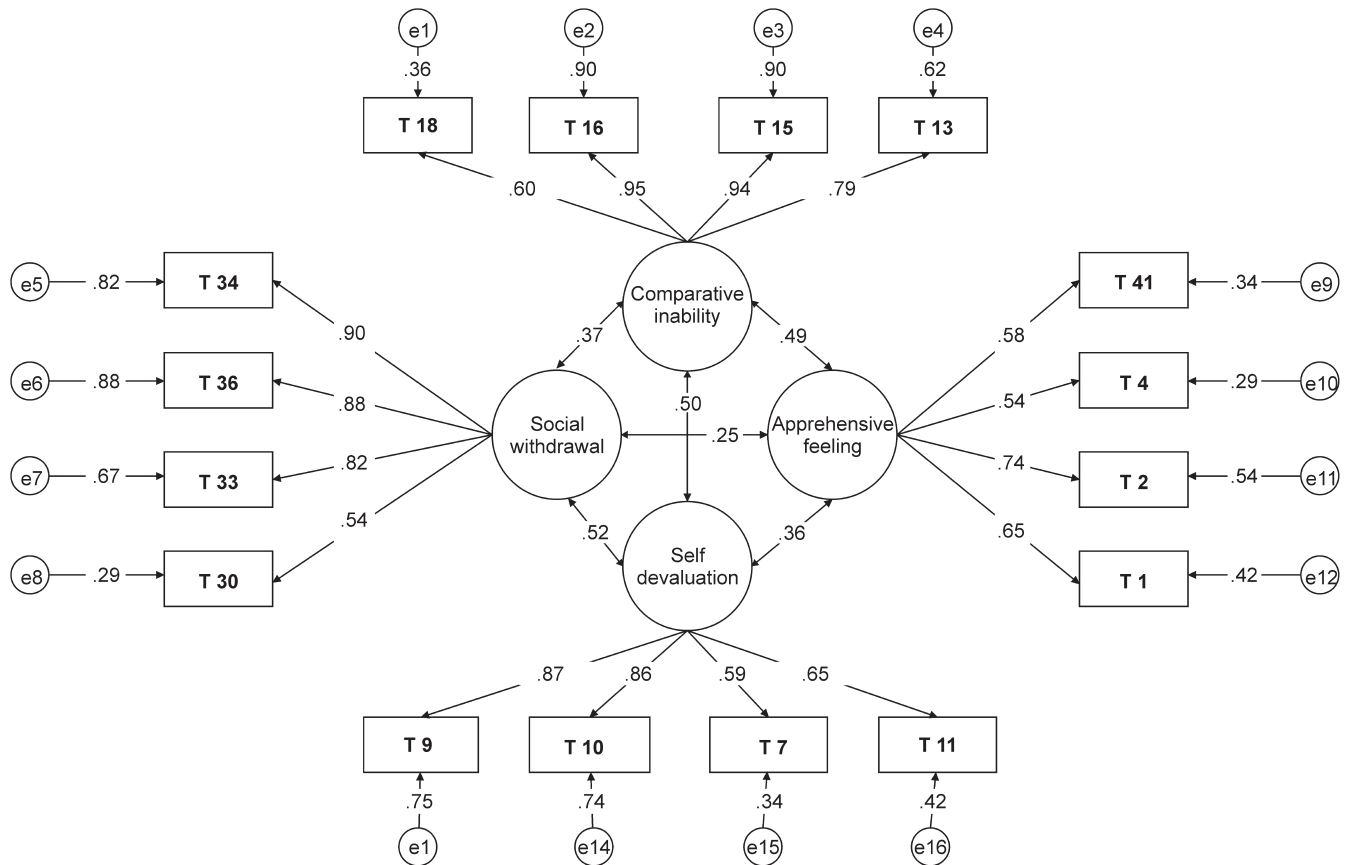 e1 e2 e3 e4
.36 .90 .90 .62
T 18 T 16 T 15 T 13
.60 .95 .94 .79
e5 .82 T 34
Comparative
inability
T 41 .34 e9
.90 .37 .49 .58
e6 .88 T 36
T 4 .29 e10
.88 .50 .54
Social
withdrawal
.25
Apprehensive
feeling
.82 .74
e7 .67 T 33
T 2 .54 e11
.54 .52 .36 .65
Self
devaluation
e8 .29 T 30
T 1 .42 e12
.87 .86 .59 .65
T 9 T 10 T 7 T 11
.75 .74 .34 .42
e1 e14 e15 e16